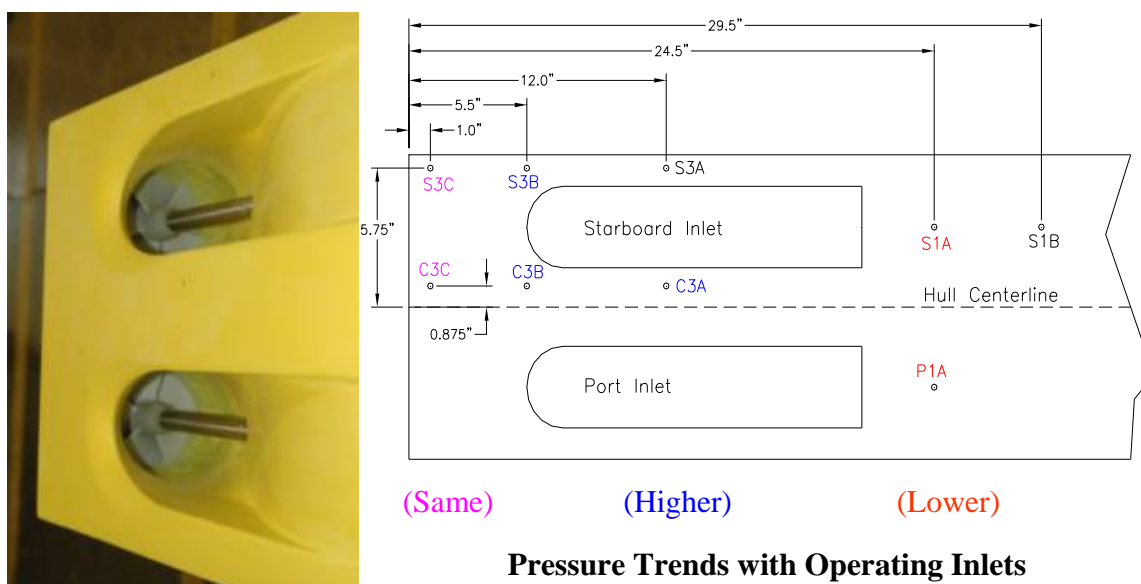 29.5"
24.5"
12.0"
5.5"
1.0"
S3C
S3B
S3A
5.75"
Starboard Inlet
S1A
S1B
C3C
C3B
C3A
Hull Centerline
0.875"
P1A
Port Inlet
(Same)
(Higher)
(Lower)
Pressure Trends with Operating Inlets